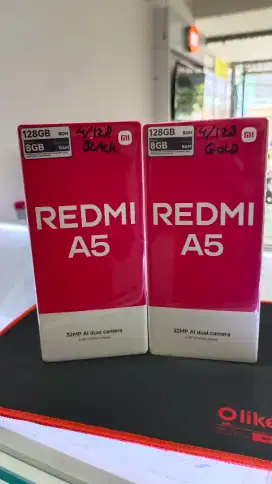 128GB ROM
8GB RAM
4/128
BLACK
mi
REDMI
A5
32MP AI dual camera
128GB ROM
8GB RAM
4/128
GOLD
mi
REDMI
A5
32MP AI dual camera
Olike